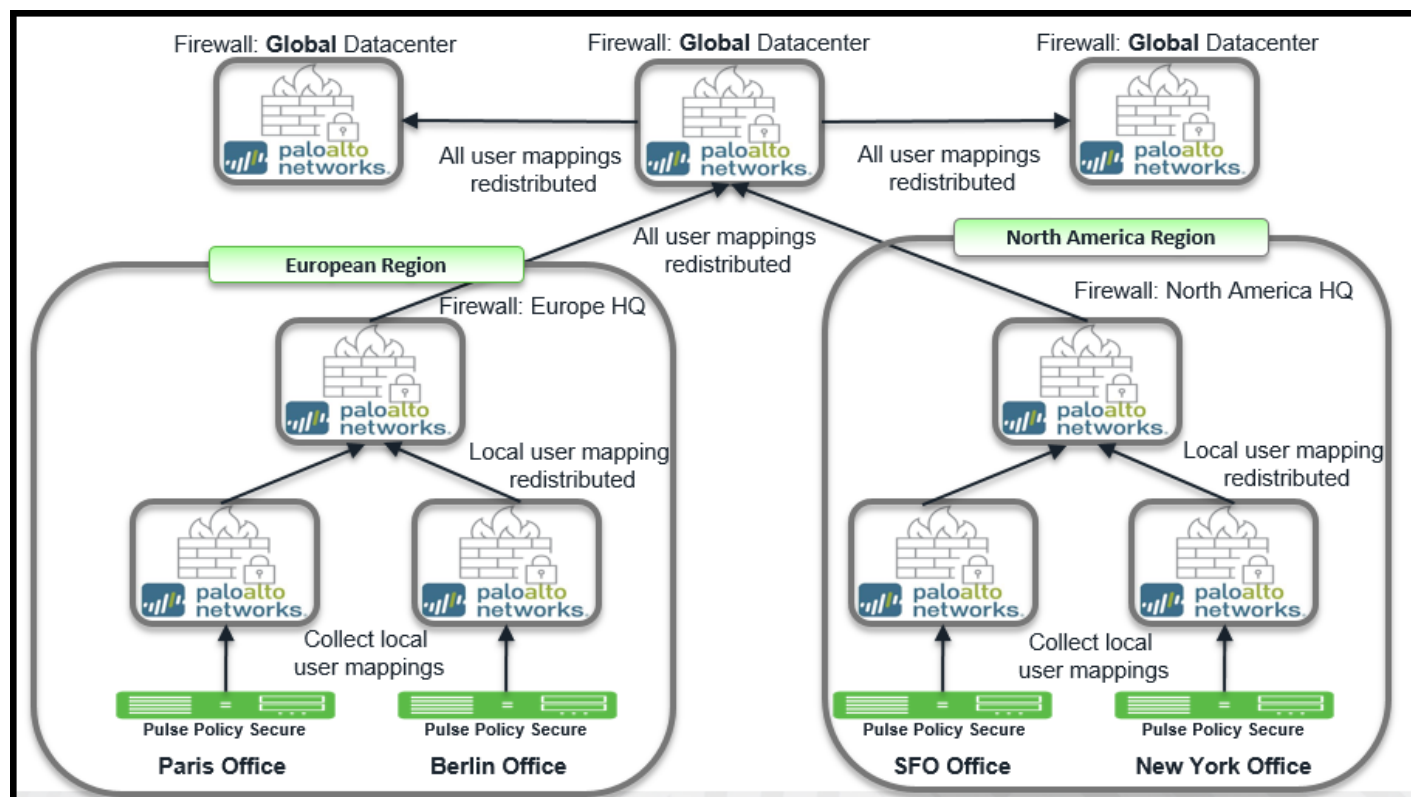 Firewall: Global Datacenter
Firewall: Global Datacenter
Firewall: Global Datacenter
paloalto
networks.
paloalto
networks.
paloalto
networks.
All user mappings
redistributed
All user mappings
redistributed
All user mappings
redistributed
European Region
North America Region
Firewall: Europe HQ
Firewall: North America HQ
paloalto
networks.
paloalto
networks.
Local user mapping
redistributed
Local user mapping
redistributed
paloalto
networks.
paloalto
networks.
paloalto
networks.
paloalto
networks.
Collect local
user mappings
Collect local
user mappings
Pulse Policy Secure
Pulse Policy Secure
Pulse Policy Secure
Pulse Policy Secure
Paris Office
Berlin Office
SFO Office
New York Office